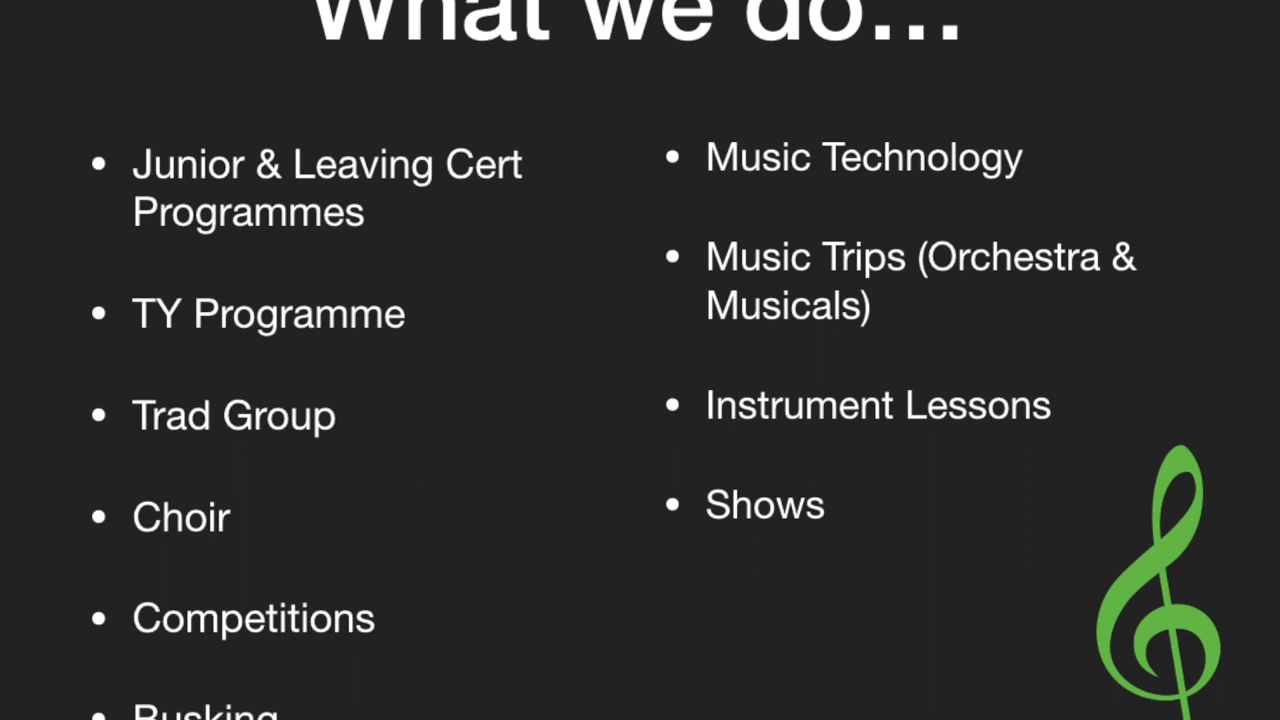 What we do...
• Junior & Leaving Cert
Programmes
• TY Programme
• Trad Group
• Choir
• Competitions
• Busking
• Music Technology
• Music Trips (Orchestra &
Musicals)
• Instrument Lessons
• Shows